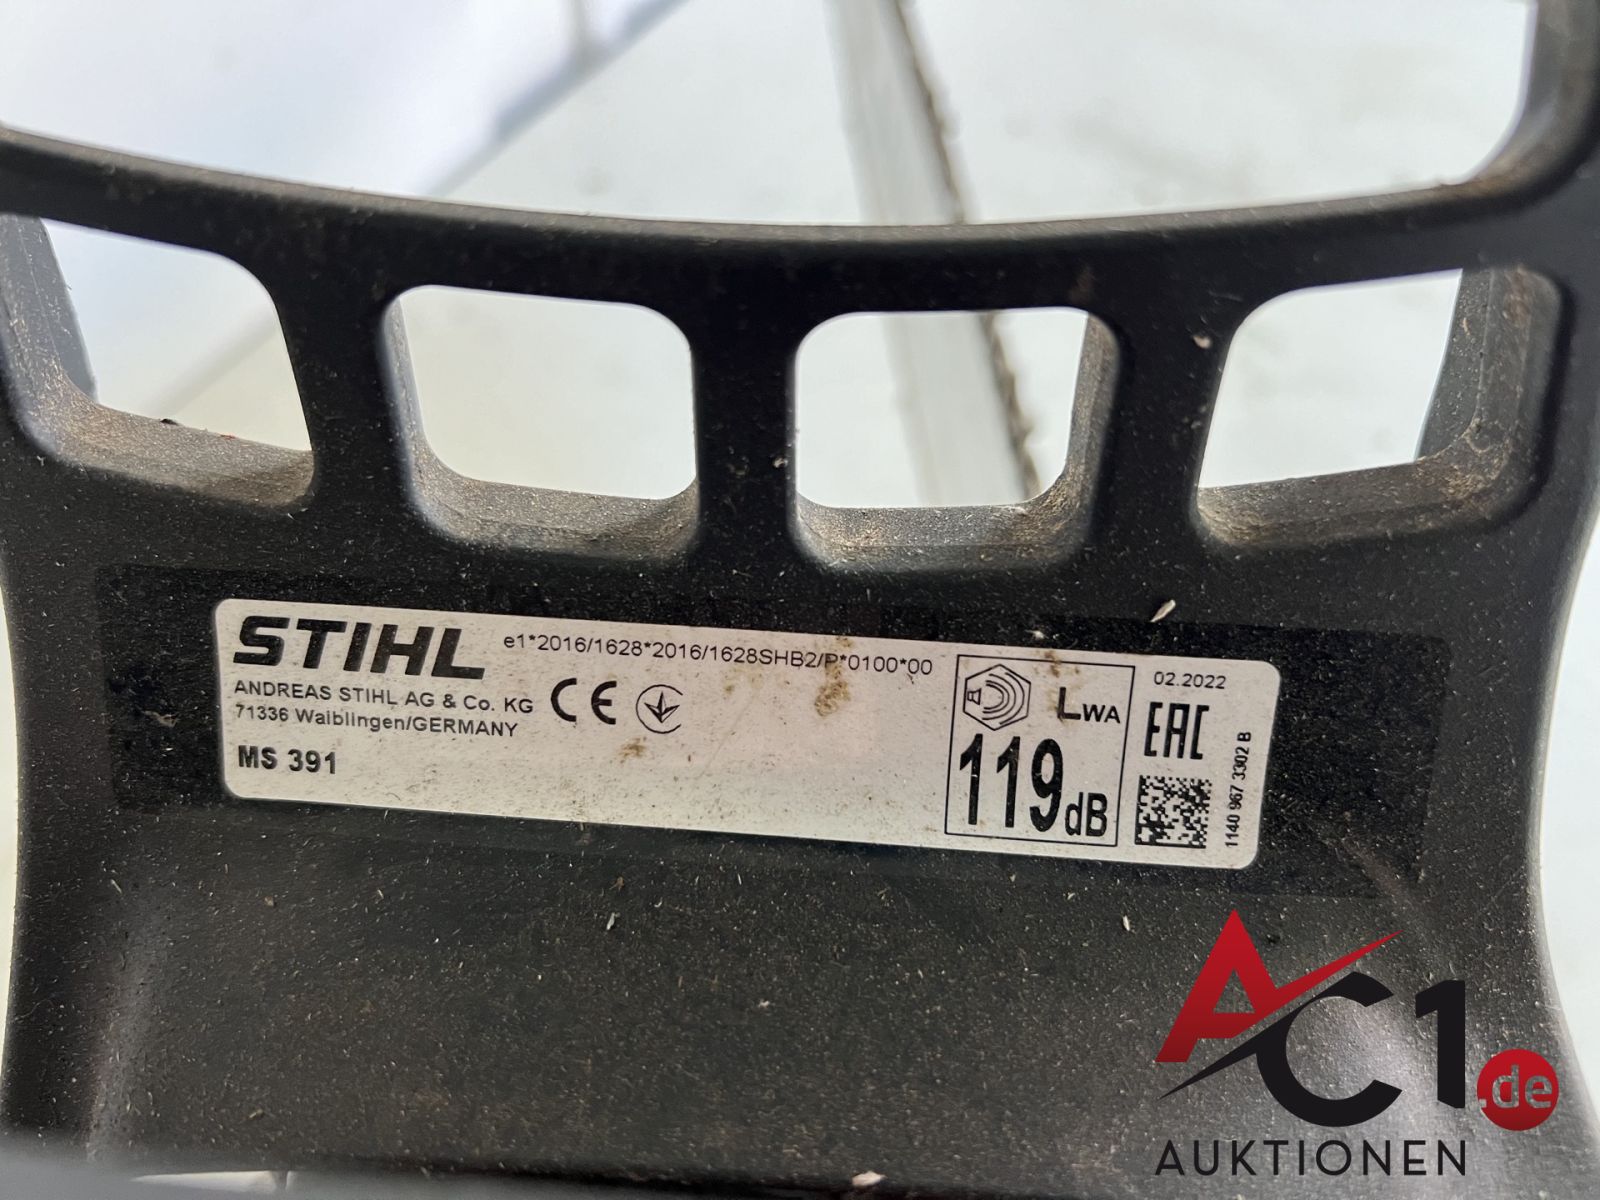 STIHL
e1*2016/1628*2016/1628SHB2/P*0100*00
ANDREAS STIHL AG & Co. KG
71336 Waiblingen/GERMANY
CE
MS 391
LWA
119dB
02.2022
EAC
1140 967 3302 B
AC1.de
AUKTIONEN